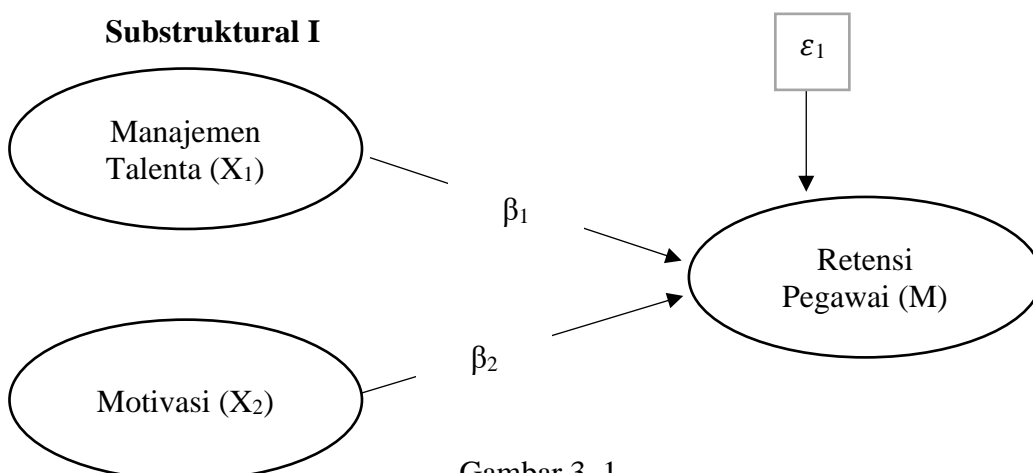 Substruktural I
ε1
Manajemen
Talenta (X1)
β1
Retensi
Pegawai (M)
β2
Motivasi (X2)
Gambar 3. 1